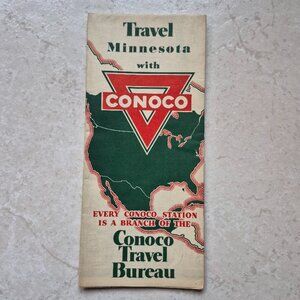 Travel
Minnesota
with
CONOCO
EVERY CONOCO STATION
IS A BRANCH OF THE
Conoco
Travel
Bureau